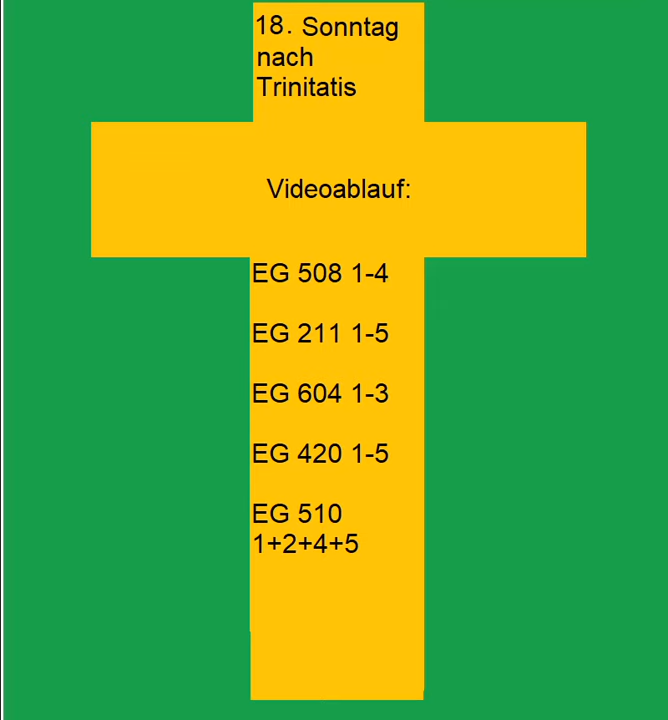 18. Sonntag
nach
Trinitatis
Videoablauf:
EG 508 1-4
EG 211 1-5
EG 604 1-3
EG 420 1-5
EG 510
1+2+4+5